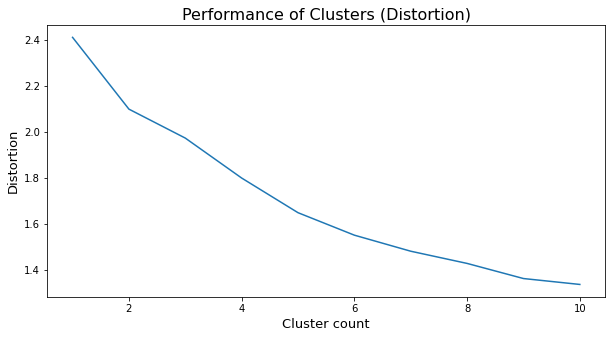 Performance of Clusters (Distortion)
2.4
2.2
2.0
1.8
1.6
1.4
Distortion
2 4 6 8 10
Cluster count